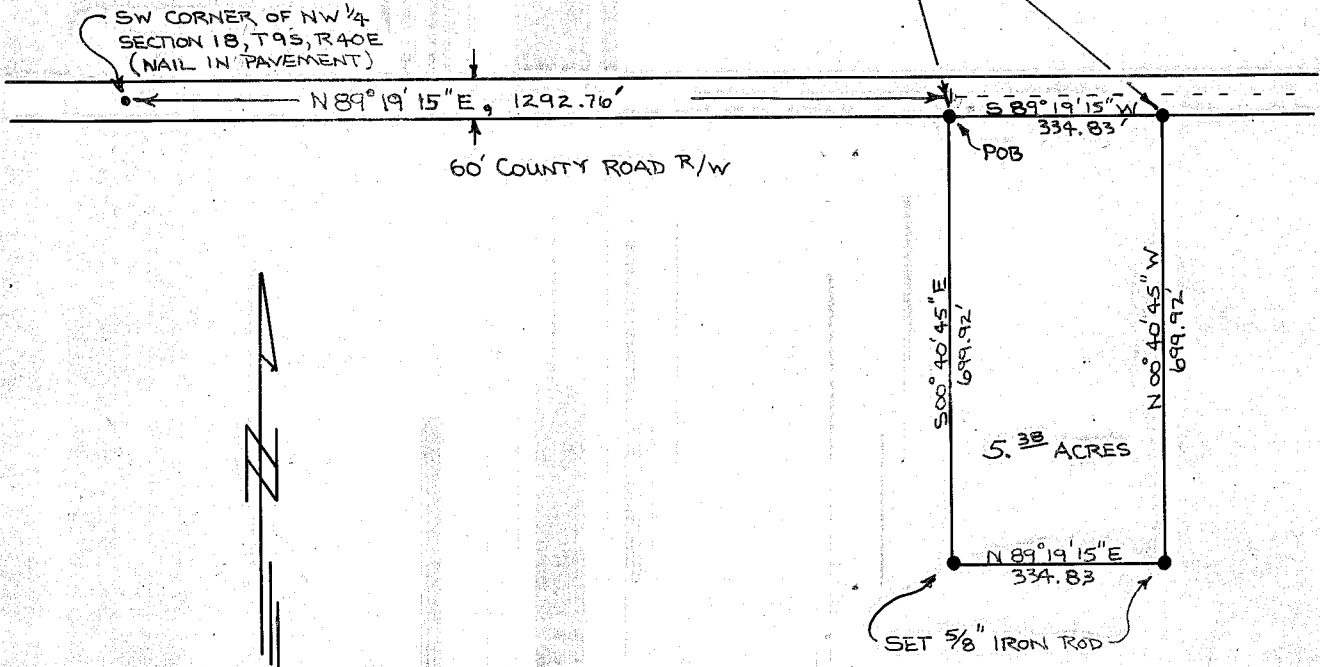 SW CORNER OF NW 1/4
SECTION 18, T9S, R40E
(NAIL IN PAVEMENT)
N 89° 19' 15" E, 1292.76'
S 89° 19' 15" W
334.83'
POB
60' COUNTY ROAD R/W
S 00° 40' 45" E
699.92'
N 00° 40' 45" W
699.92'
5.38 ACRES
N 89° 19' 15" E
334.83
SET 5/8" IRON ROD
N